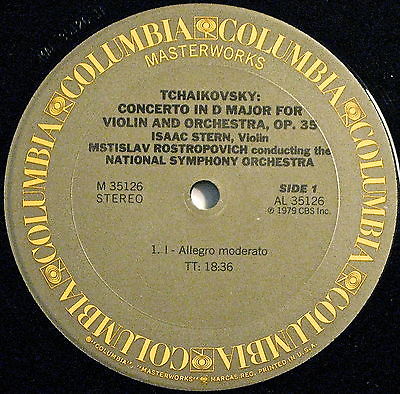 COLUMBIA COLUMBIA COLUMBIA COLUMBIA COLUMBIA COLUMBIA
MASTERWORKS
TCHAIKOVSKY:
CONCERTO IN D MAJOR FOR
VIOLIN AND ORCHESTRA, OP. 35
ISAAC STERN, Violin
MSTISLAV ROSTROPOVICH conducting the
NATIONAL SYMPHONY ORCHESTRA
M 35126
STEREO
SIDE 1
AL 35126
℗ 1979 CBS Inc.
1. I - Allegro moderato
TT: 18:36
"COLUMBIA", "MASTERWORKS" MARCAS REG. PRINTED IN U.S.A.